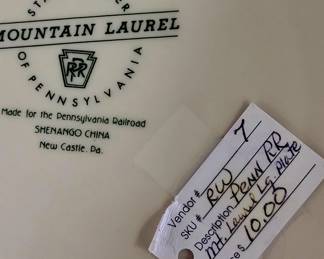 STATE FLOWER
MOUNTAIN LAUREL
OF PENNSYLVANIA
PRR
Made for the Pennsylvania Railroad
SHENANGO CHINA
New Castle, Pa.
Vendor # 7
SKU # RW
Description Penn RR
Mt. Laurel Lg Plate
e $ 10.00